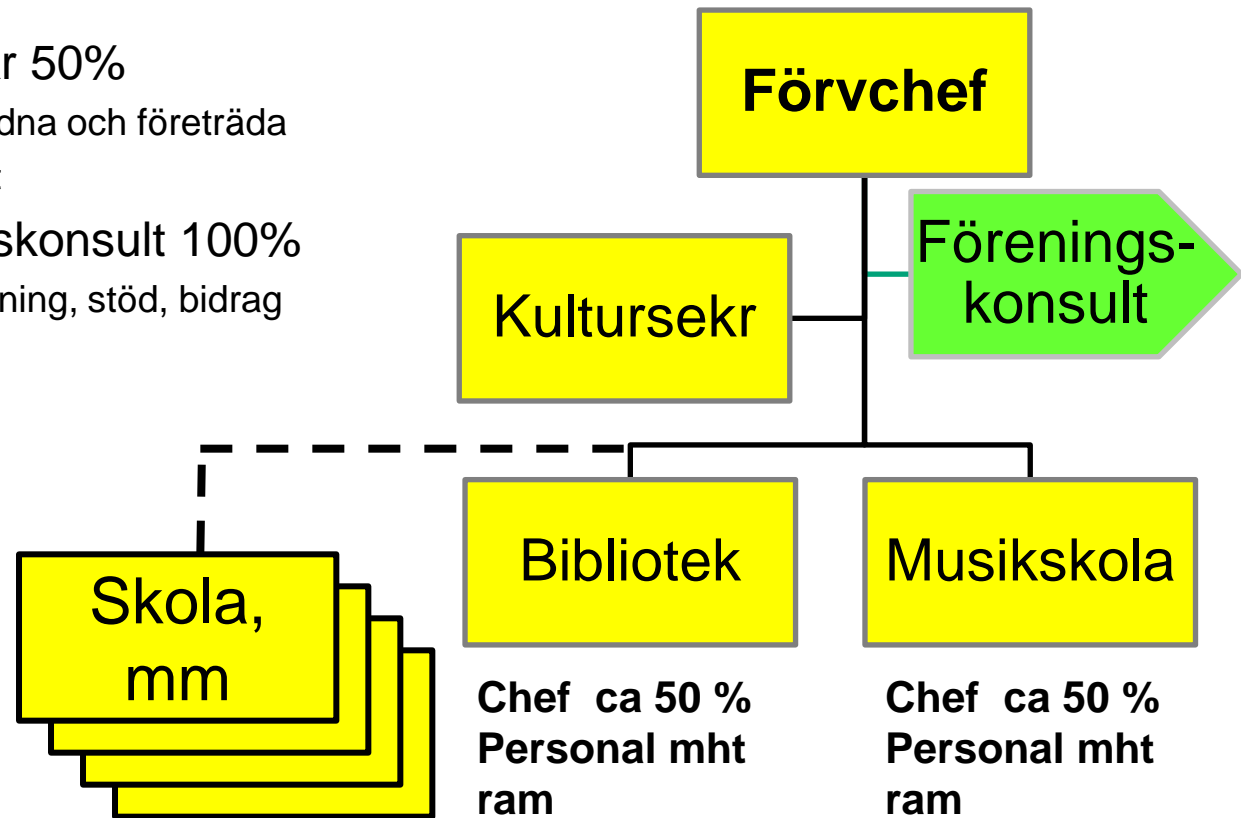 r 50%
dna och företräda
skonsult 100%
ning, stöd, bidrag
Förvchef
Förenings-
konsult
Kultursekr
Bibliotek
Musikskola
Skola,
mm
Chef ca 50 %
Personal mht
ram
Chef ca 50 %
Personal mht
ram